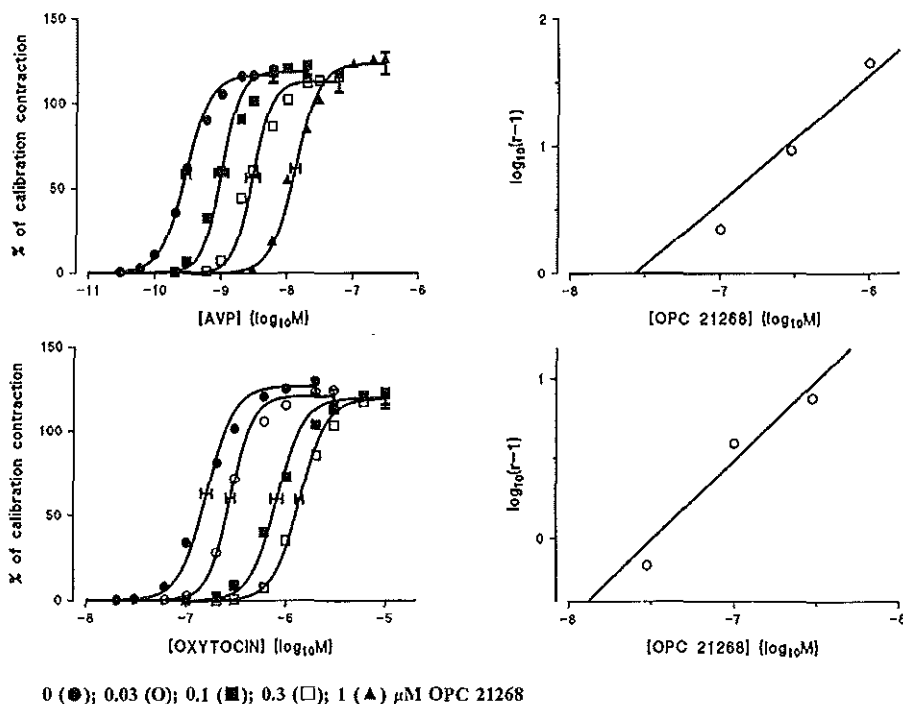 % of calibration contraction
150
100
50
0
-11 -10 -9 -8 -7 -6
[AVP] (log₁₀M)
log₁₀(r-1)
2
1
0
-8 -7 -6
[OPC 21268] (log₁₀M)
% of calibration contraction
150
100
50
0
-8 -7 -6 -5
[OXYTOCIN] (log₁₀M)
log₁₀(r-1)
1
0
-8 -7 -6
[OPC 21268] (log₁₀M)
0 (●); 0.03 (O); 0.1 (■); 0.3 (□); 1 (▲) µM OPC 21268